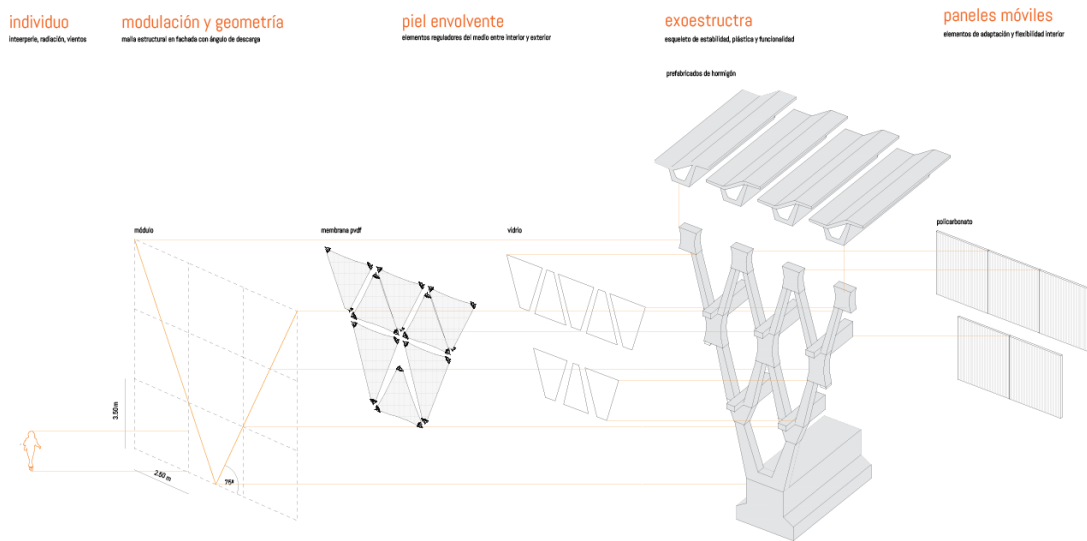 individuo
inteerperie, radiación, vientos
modulación y geometría
malla estructural en fachada con ángulo de descarga
piel envolvente
elementos reguladores del medio entre interior y exterior
exoestructra
esqueleto de estabilidad, plástica y funcionalidad
paneles móviles
elementos de adaptación y flexibilidad interior
prefabricados de hormigón
módulo
membrana pvdf
vidrio
policarbonato
3.50m
2.50 m
75º